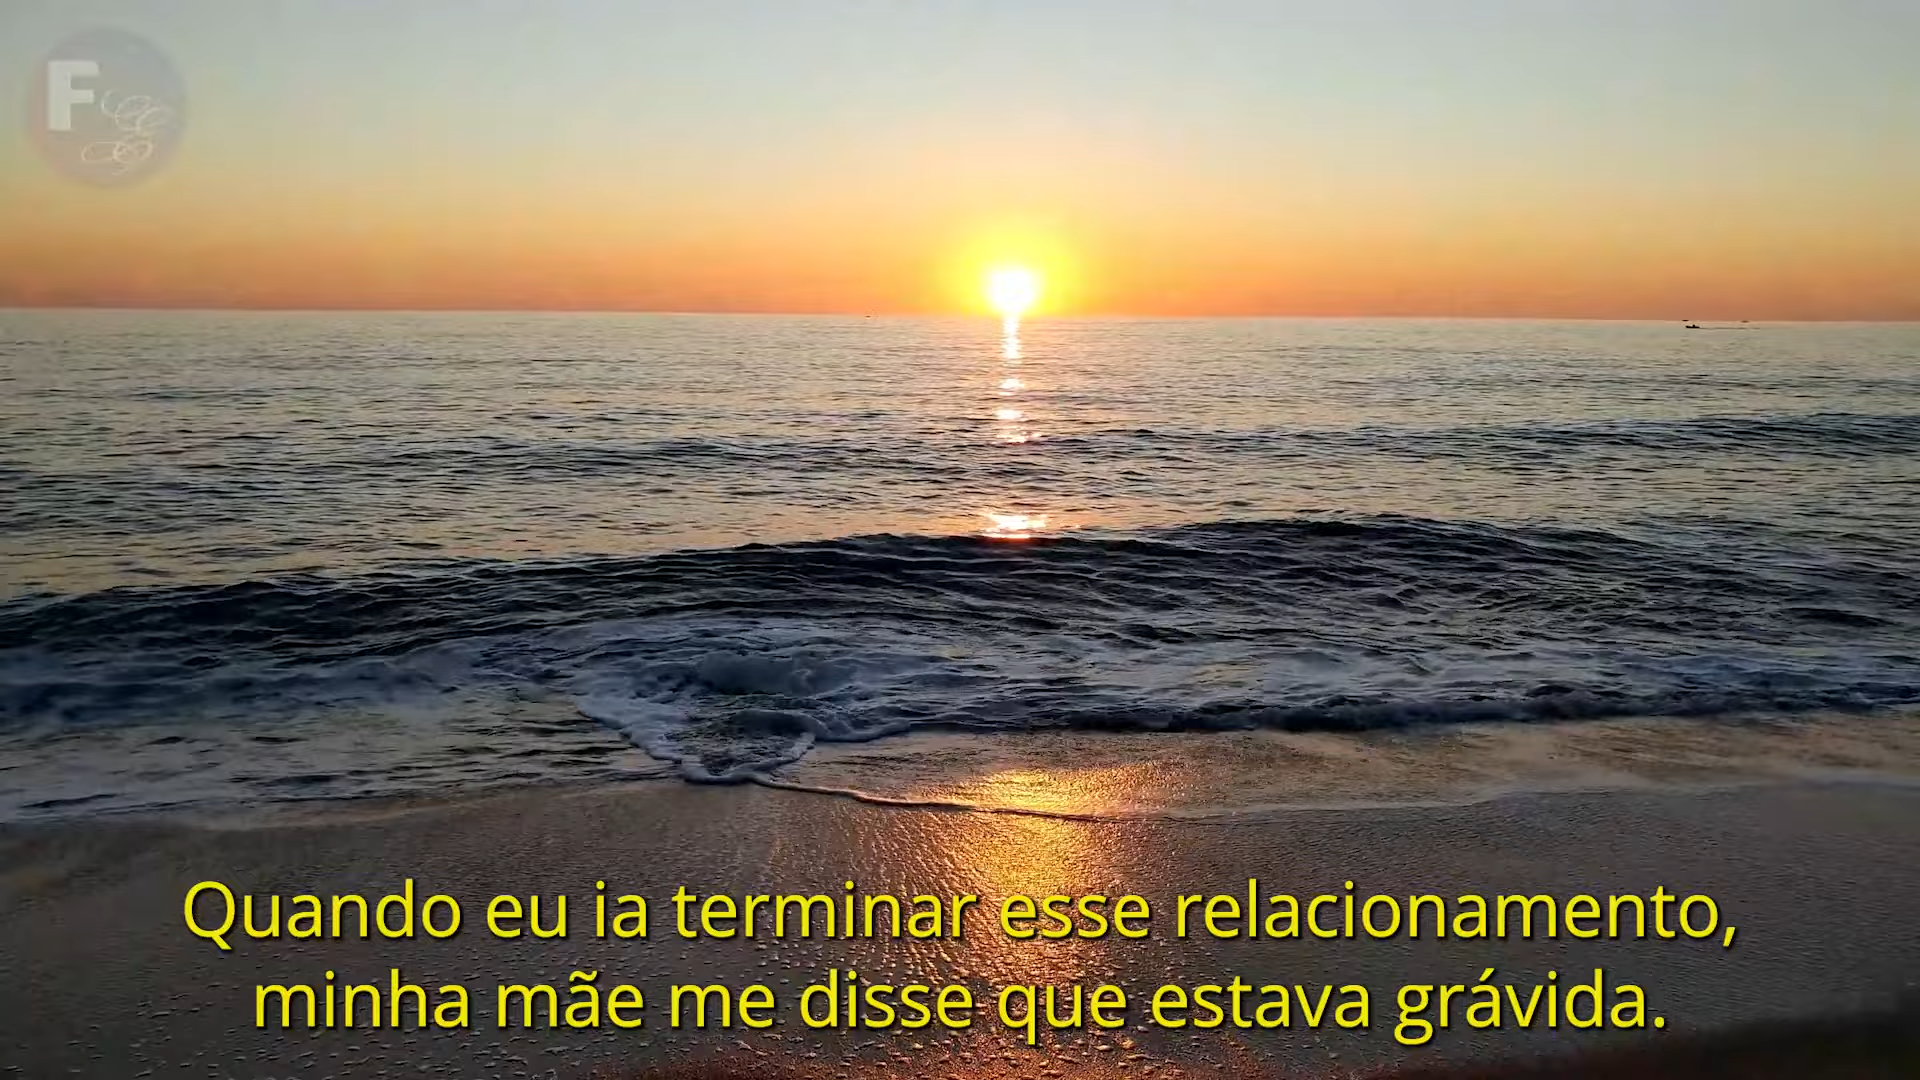 F
Quando eu ia terminar esse relacionamento,
minha mãe me disse que estava grávida.